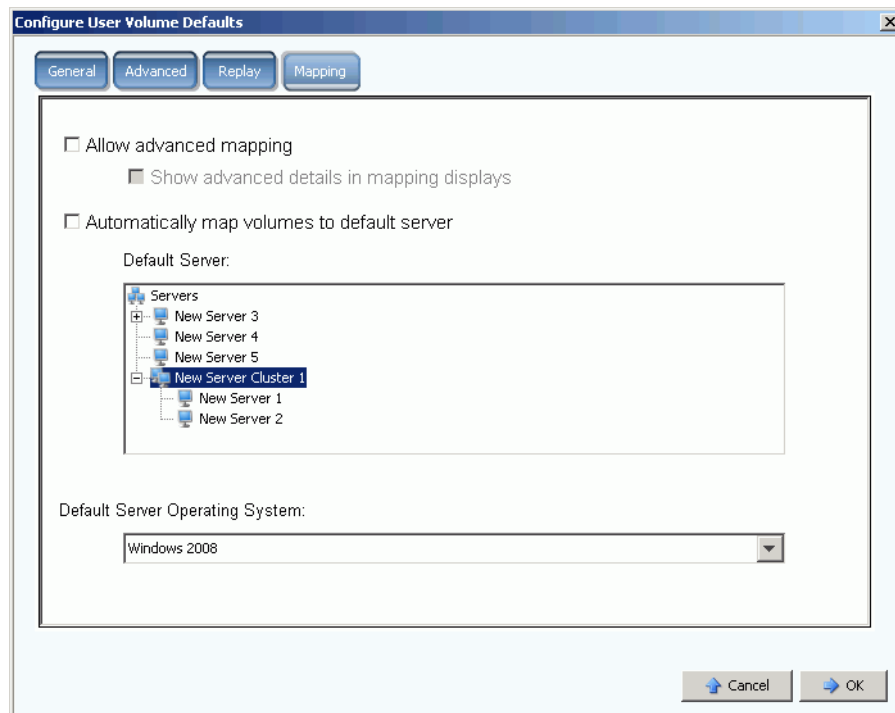 Configure User Volume Defaults
General
Advanced
Replay
Mapping
Allow advanced mapping
Show advanced details in mapping displays
Automatically map volumes to default server
Default Server:
Servers
New Server 3
New Server 4
New Server 5
New Server Cluster 1
New Server 1
New Server 2
Default Server Operating System:
Windows 2008
Cancel
OK